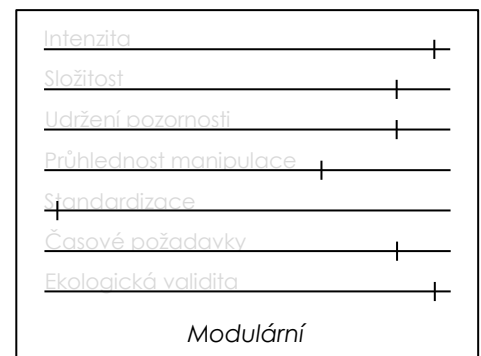 Intenzita
Složitost
Udržení pozornosti
Průhlednost manipulace
Standardizace
Časové požadavky
Ekologická validita
Modulární